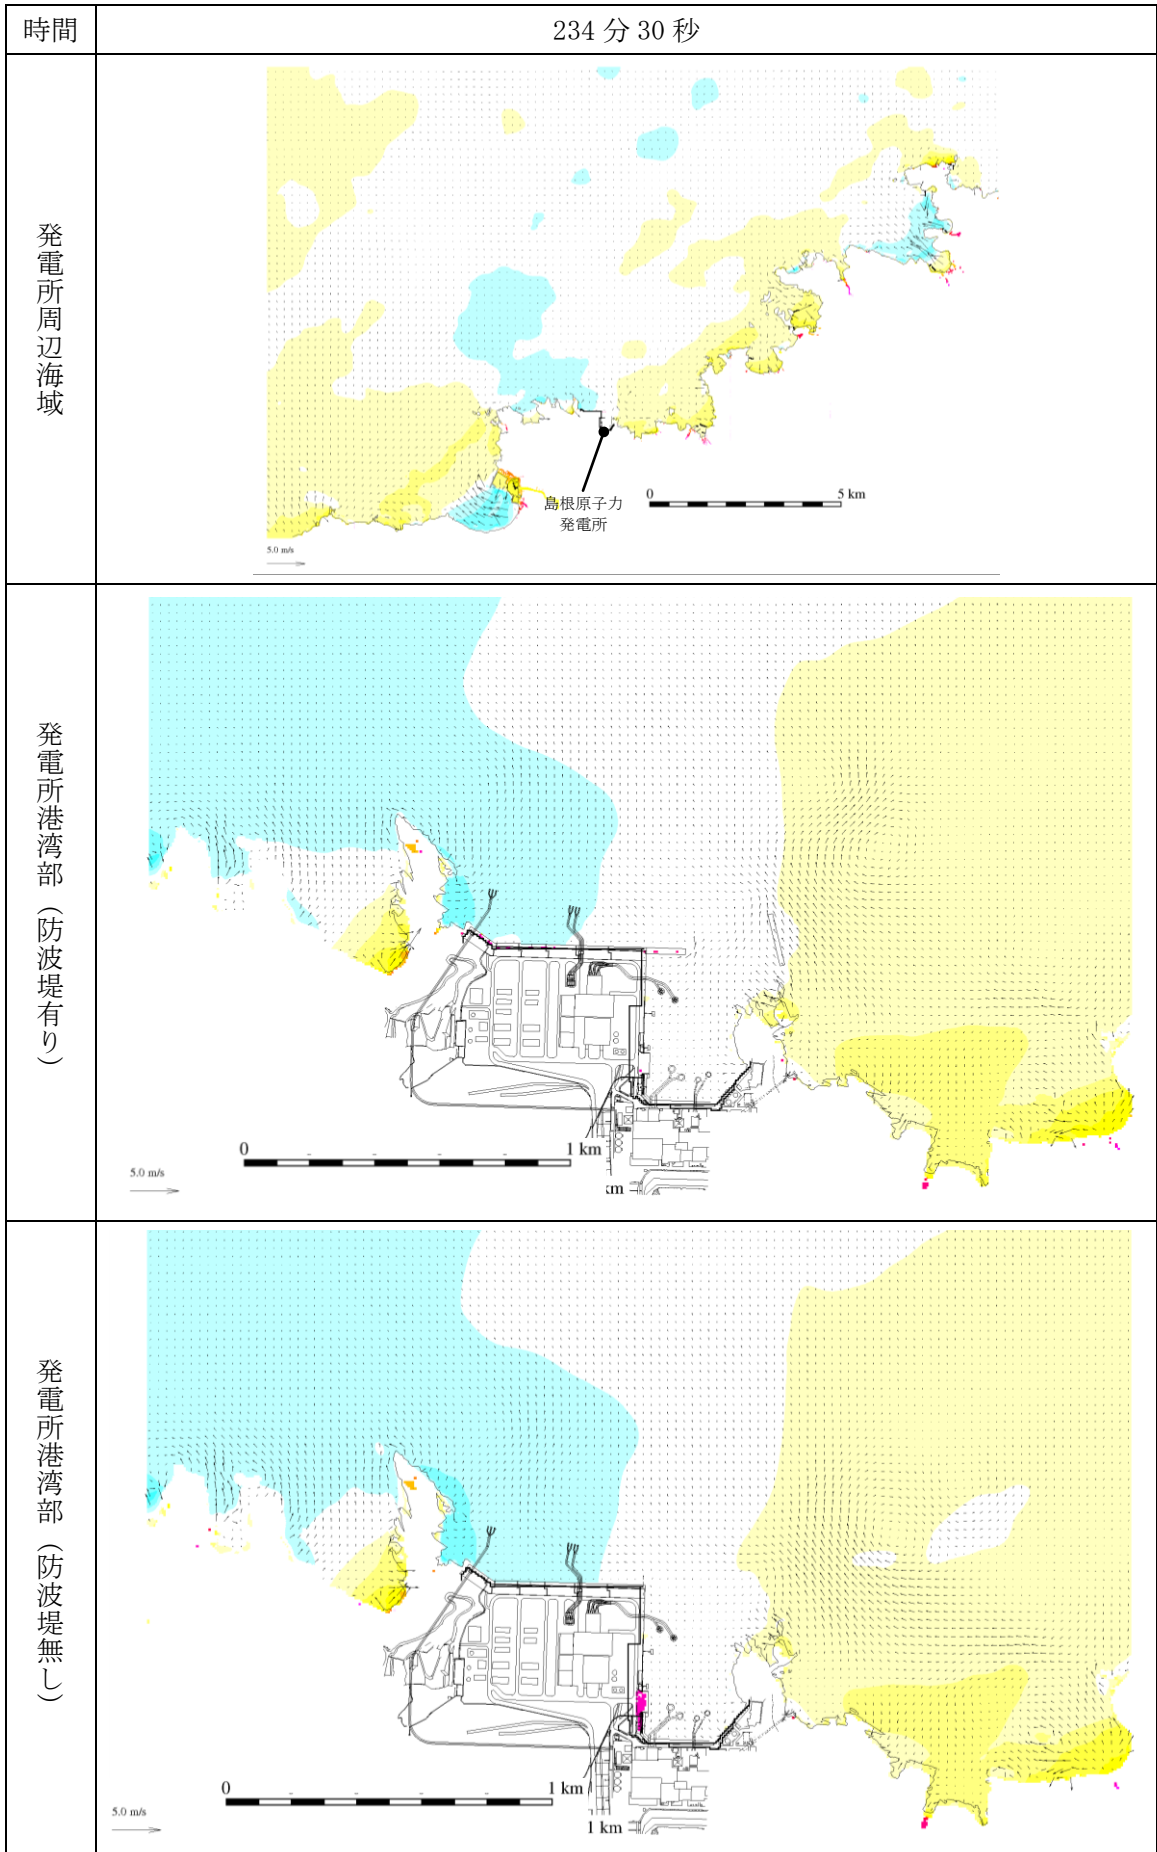 時間
234 分 30 秒
発電所周辺海域
島根原子力
発電所
0
5 km
5.0 m/s
発電所港湾部（防波堤有り）
0
1 km
5.0 m/s
km
発電所港湾部（防波堤無し）
0
1 km
5.0 m/s
1 km